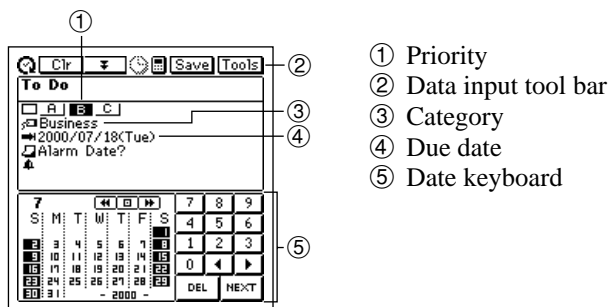 ①
Clr Save Tools ②
To Do
A B C
Business ③
2000/07/18(Tue) ④
Alarm Date?
7 7 8 9
S M T W T F S 4 5 6
1 1 2 3
2 3 4 5 6 7 8
9 10 11 12 13 14 15 0
16 17 18 19 20 21 22
23 24 25 26 27 28 29 DEL NEXT
30 31 - 2000 -
⑤
① Priority
② Data input tool bar
③ Category
④ Due date
⑤ Date keyboard